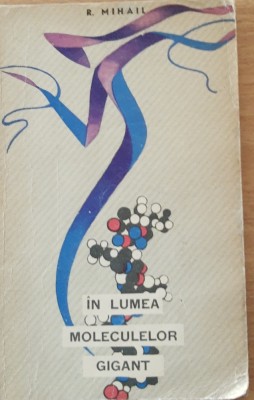 R. MIHAIL
ÎN LUMEA
MOLECULELOR
GIGANT